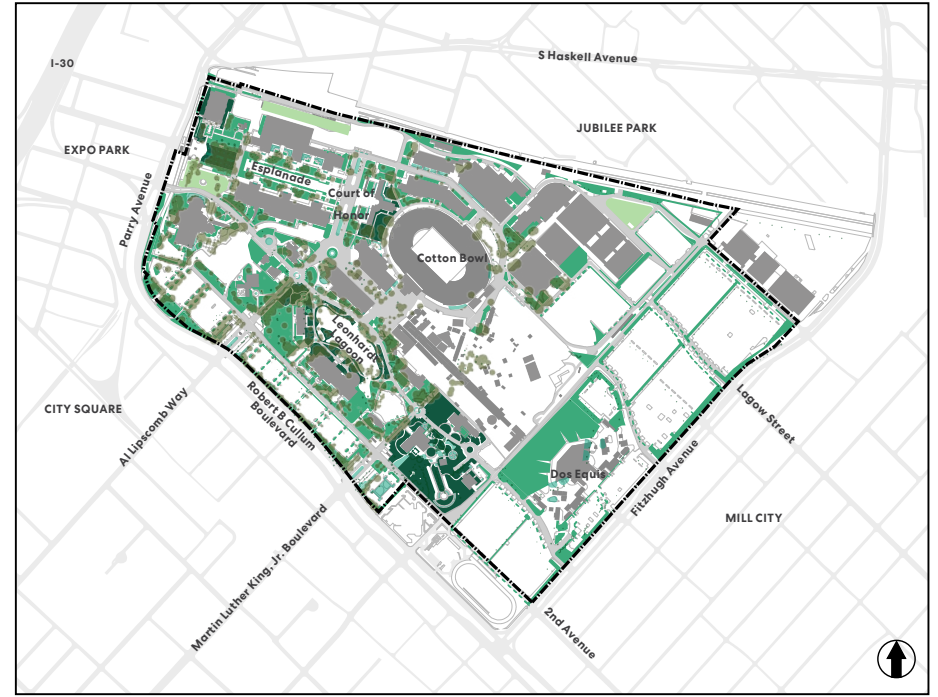 S Haskell Avenue
I-30
JUBILEE PARK
EXPO PARK
Esplanade
Court of
Honor
Parry Avenue
Cotton Bowl
Leonhardt
Lagoon
Robert B Cullum
Boulevard
CITY SQUARE
Al Lipscomb Way
Lagow Street
Dos Equis
Fitzhugh Avenue
MILL CITY
Martin Luther King, Jr. Boulevard
2nd Avenue